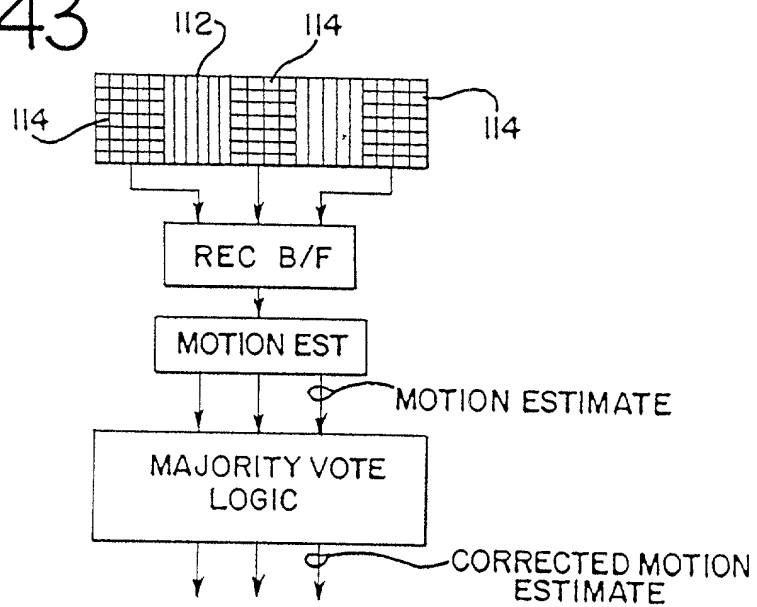 43
112
114
114
114
REC B/F
MOTION EST
MOTION ESTIMATE
MAJORITY VOTE
LOGIC
CORRECTED MOTION
ESTIMATE